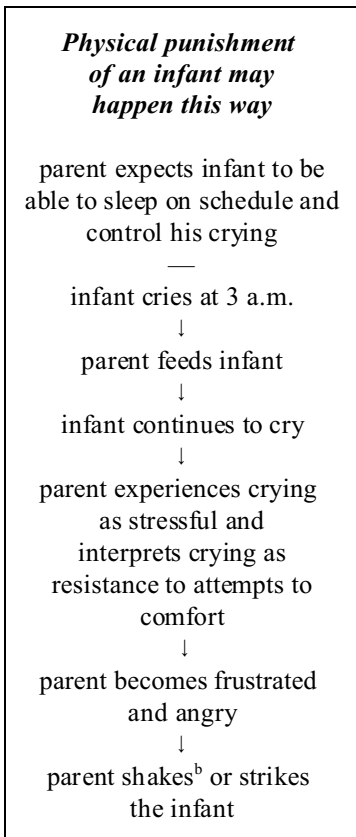 Physical punishment
of an infant may
happen this way
parent expects infant to be
able to sleep on schedule and
control his crying
—
infant cries at 3 a.m.
↓
parent feeds infant
↓
infant continues to cry
↓
parent experiences crying
as stressful and
interprets crying as
resistance to attempts to
comfort
↓
parent becomes frustrated
and angry
↓
parent shakesᵇ or strikes
the infant